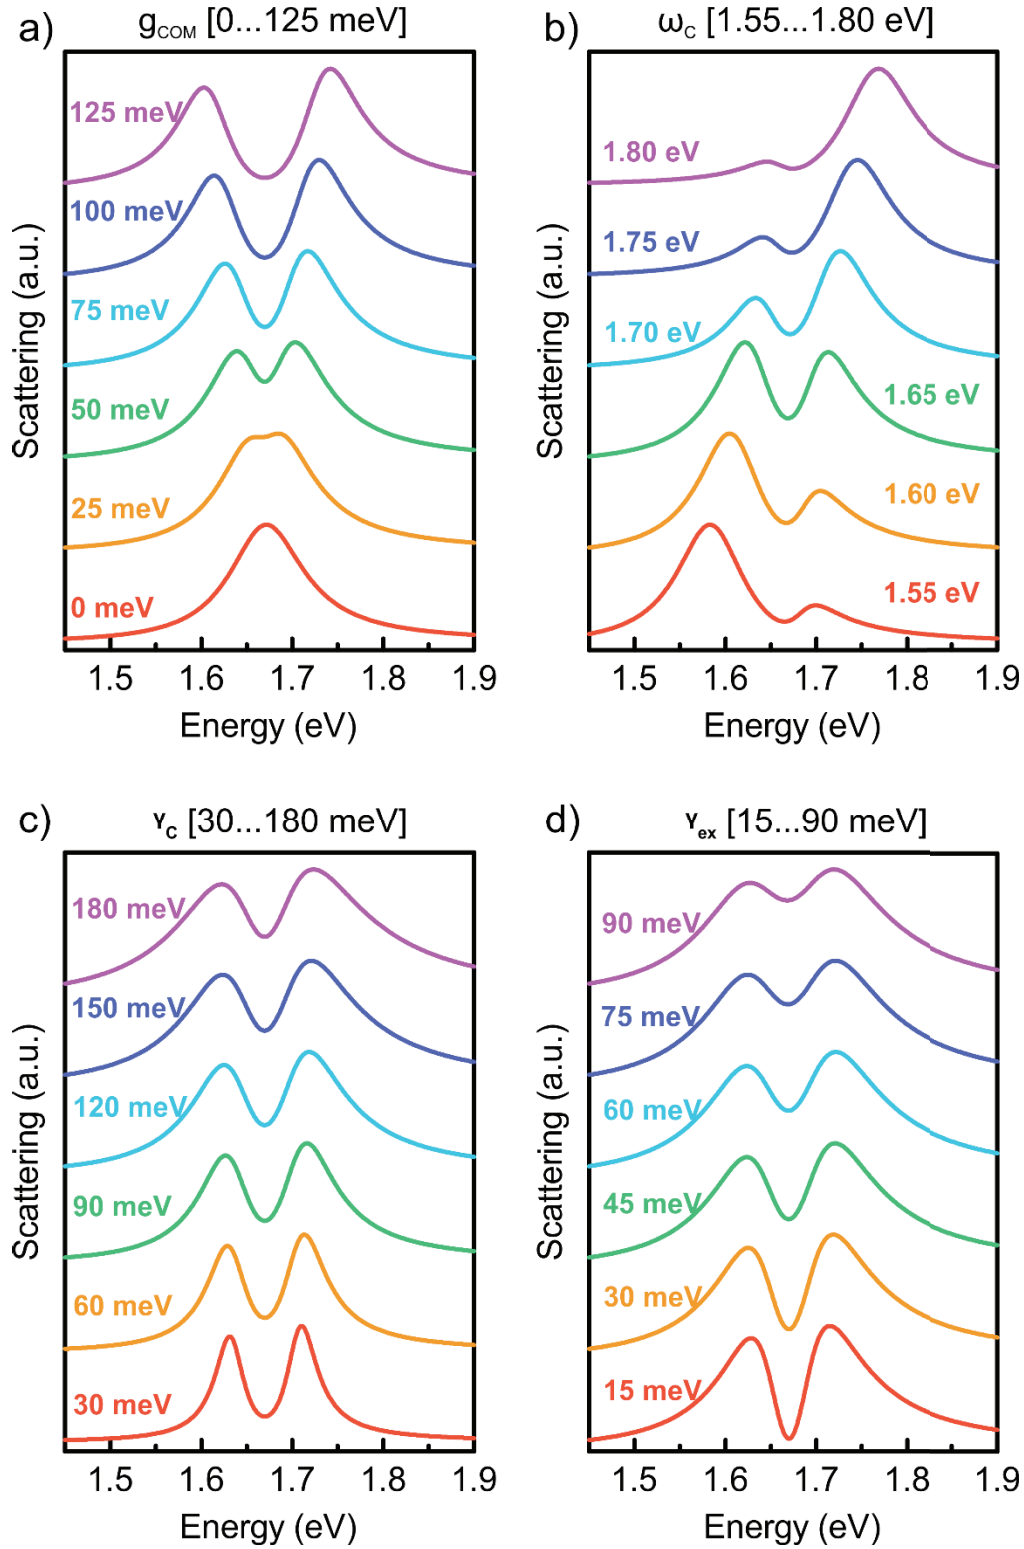 a) g_COM [0...125 meV]
Scattering (a.u.)
125 meV
100 meV
75 meV
50 meV
25 meV
0 meV
1.5 1.6 1.7 1.8 1.9
Energy (eV)
b) ω_C [1.55...1.80 eV]
Scattering (a.u.)
1.80 eV
1.75 eV
1.70 eV
1.65 eV
1.60 eV
1.55 eV
1.5 1.6 1.7 1.8 1.9
Energy (eV)
c) γ_C [30...180 meV]
Scattering (a.u.)
180 meV
150 meV
120 meV
90 meV
60 meV
30 meV
1.5 1.6 1.7 1.8 1.9
Energy (eV)
d) γ_ex [15...90 meV]
Scattering (a.u.)
90 meV
75 meV
60 meV
45 meV
30 meV
15 meV
1.5 1.6 1.7 1.8 1.9
Energy (eV)